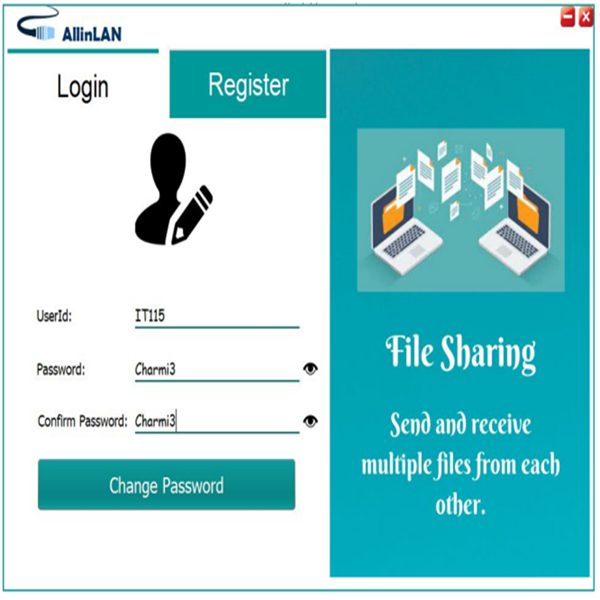 AllinLAN
Login
Register
UserId: IT115
Password: Charmi3
Confirm Password: Charmi3
Change Password
File Sharing
Send and receive
multiple files from each
other.